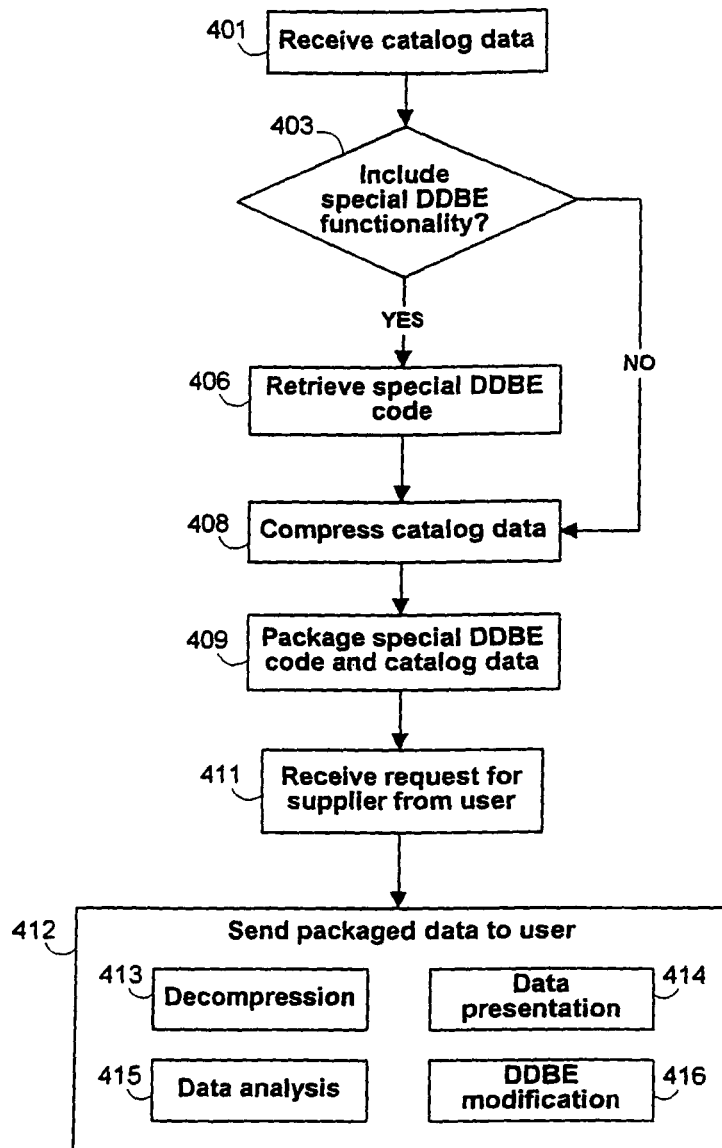 401
Receive catalog data
403
Include
special DDBE
functionality?
YES
NO
406
Retrieve special DDBE
code
408
Compress catalog data
409
Package special DDBE
code and catalog data
411
Receive request for
supplier from user
412
Send packaged data to user
413
Decompression
Data
presentation
414
415
Data analysis
DDBE
modification
416